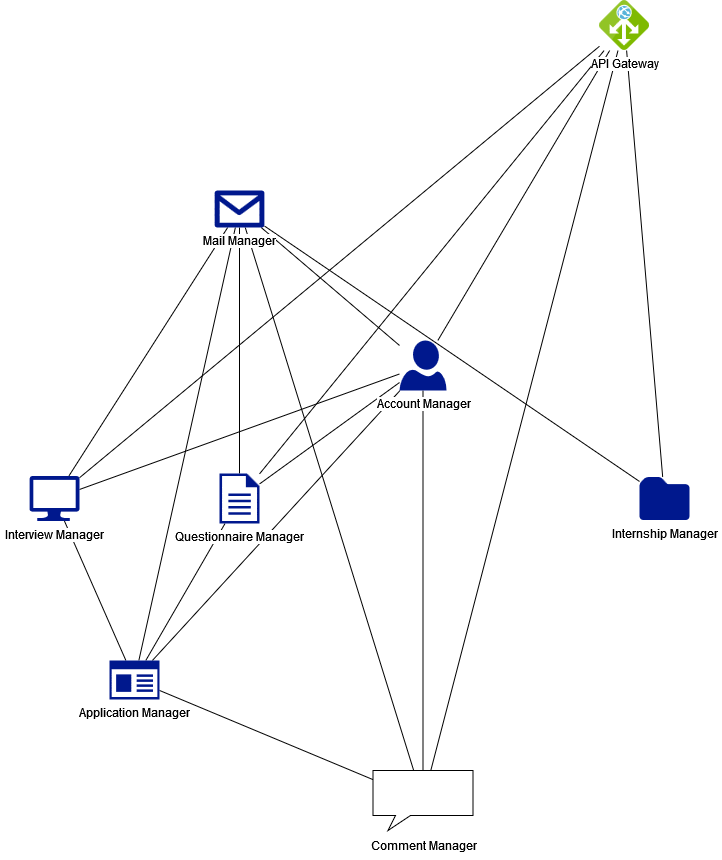 API Gateway
Mail Manager
Account Manager
Interview Manager
Questionnaire Manager
Internship Manager
Application Manager
Comment Manager